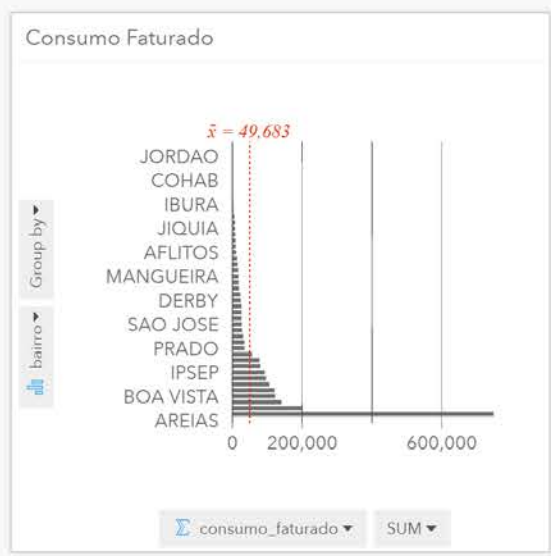 Consumo Faturado
x̄ = 49,683
JORDAO
COHAB
IBURA
JIQUIA
AFLITOS
MANGUEIRA
DERBY
SAO JOSE
PRADO
IPSEP
BOA VISTA
AREIAS
Group by
bairro
0 200,000 600,000
Σ consumo_faturado SUM